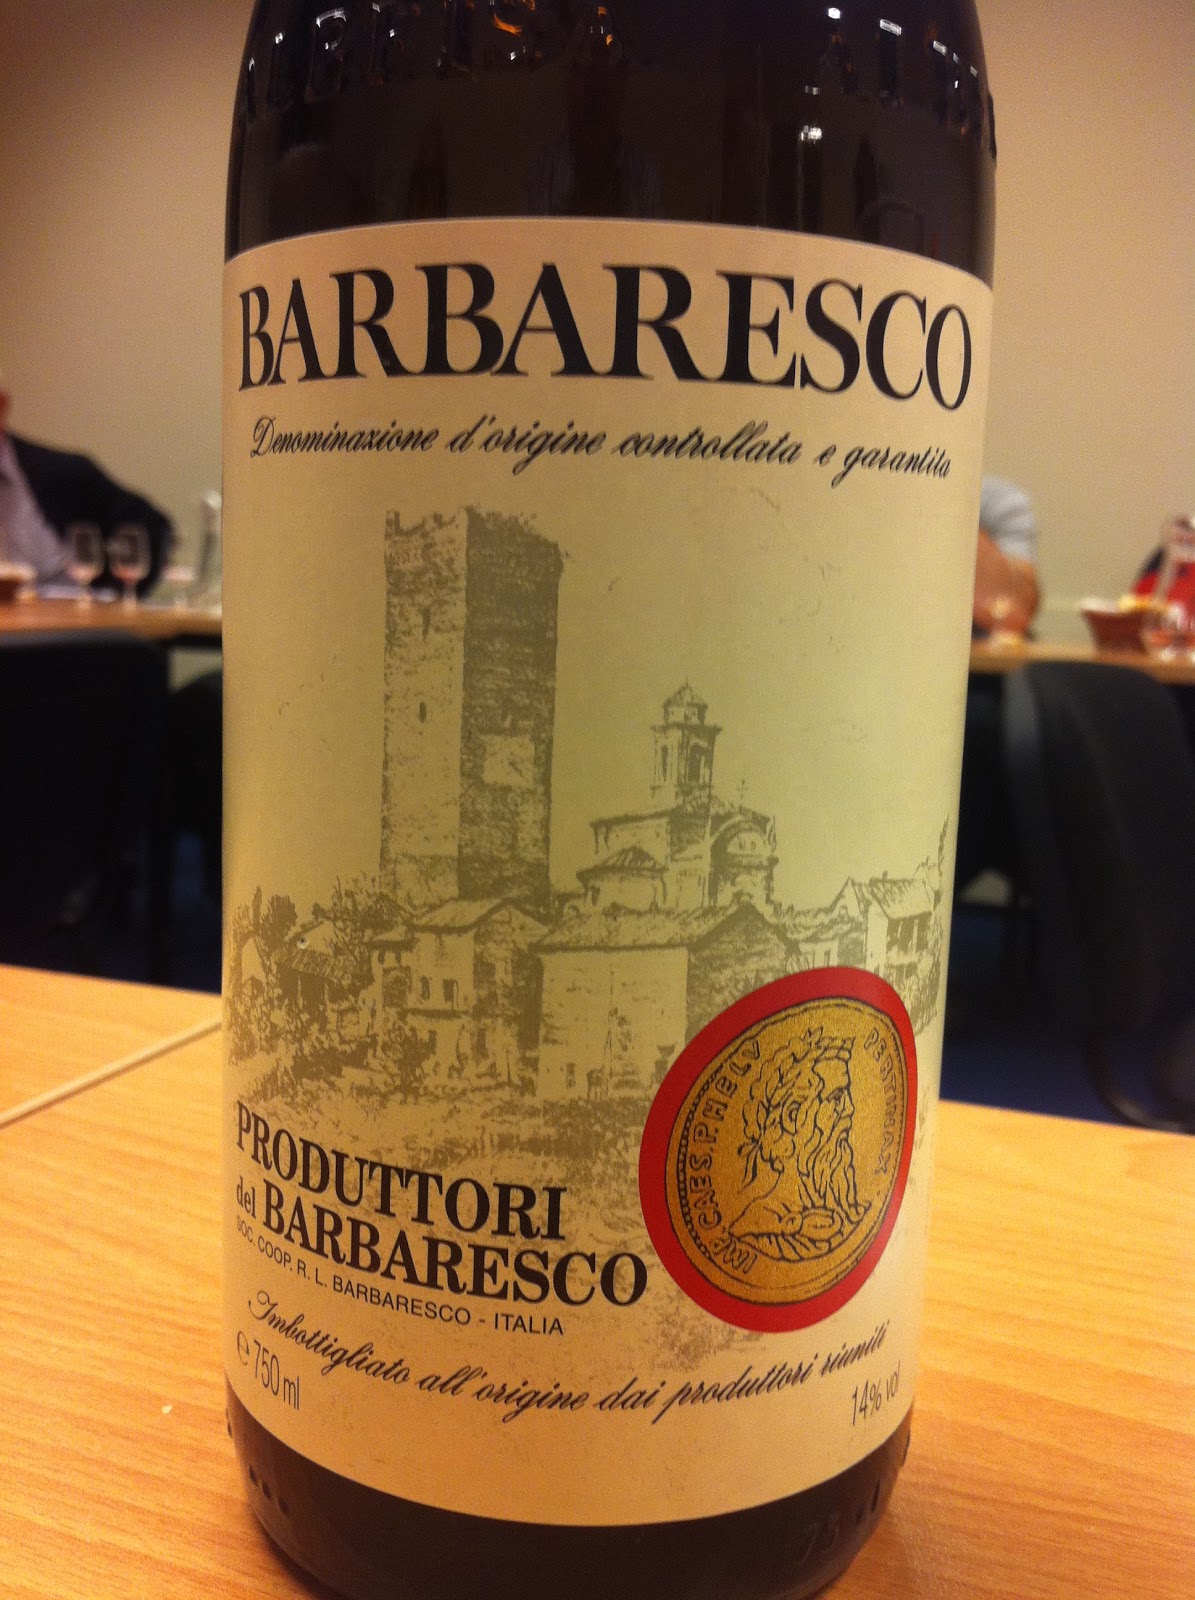 ALBEISA
BARBARESCO
Denominazione d'origine controllata e garantita
IMP. CAES. P. HELV PERTINAX
PRODUTTORI
del BARBARESCO
SOC. COOP. R. L. BARBARESCO - ITALIA
Imbottigliato all'origine dai produttori riuniti
e 750 ml
14% vol